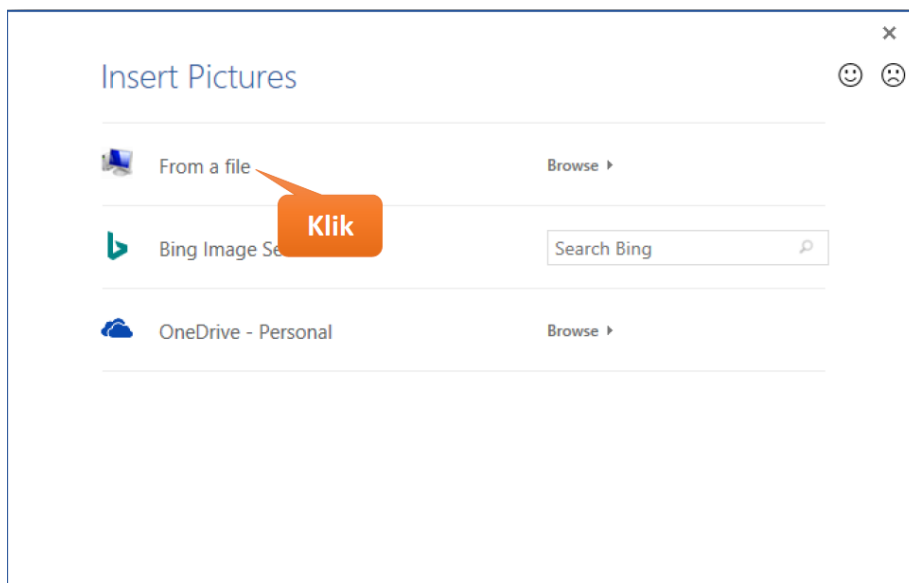 Insert Pictures
From a file
Browse
Klik
Bing Image Se
Search Bing
OneDrive - Personal
Browse